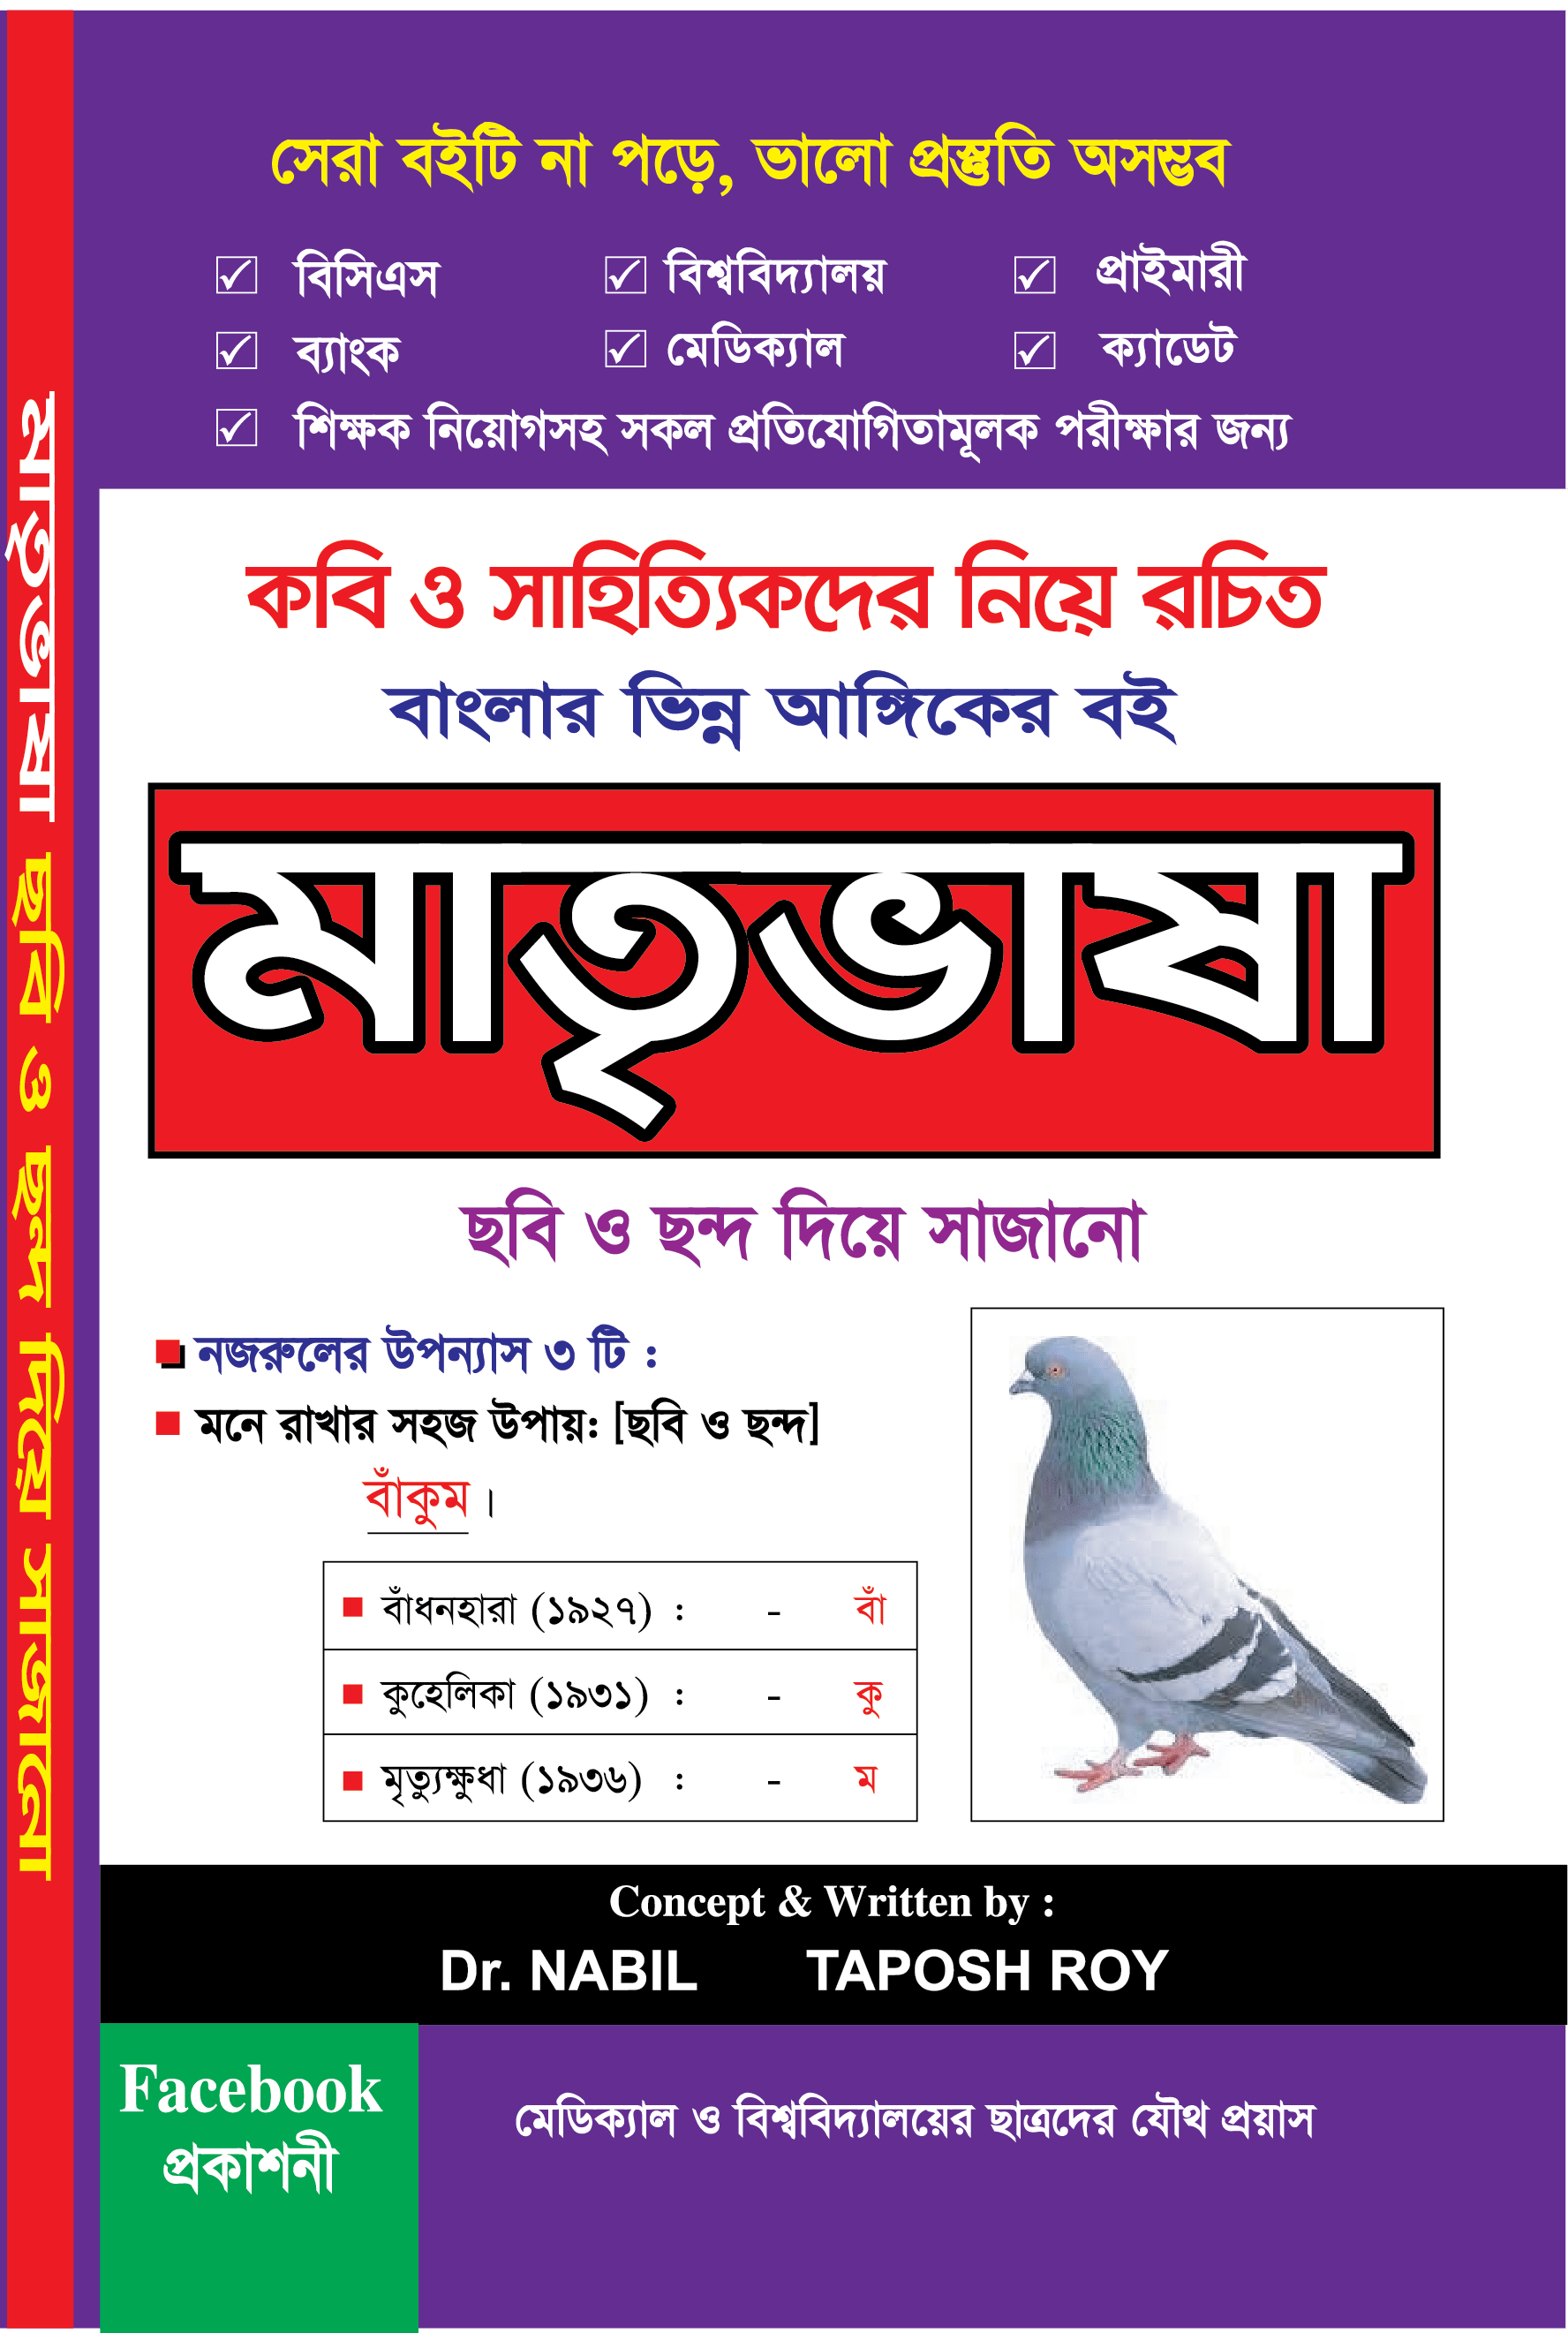 সেরা বইটি না পড়ে, ভালো প্রস্তুতি অসম্ভব
বিসিএস বিশ্ববিদ্যালয় প্রাইমারী
ব্যাংক মেডিক্যাল ক্যাডেট
শিক্ষক নিয়োগসহ সকল প্রতিযোগিতামূলক পরীক্ষার জন্য
মাতৃভাষা ছবি ও ছন্দ দিয়ে সাজানো
কবি ও সাহিত্যিকদের নিয়ে রচিত
বাংলার ভিন্ন আঙ্গিকের বই
মাতৃভাষা
ছবি ও ছন্দ দিয়ে সাজানো
নজরুলের উপন্যাস ৩ টি :
মনে রাখার সহজ উপায়: [ছবি ও ছন্দ]
বাঁকুম ।
বাঁধনহারা (১৯২৭) : - বাঁ
কুহেলিকা (১৯৩১) : - কু
মৃত্যুক্ষুধা (১৯৩৬) : - ম
Concept & Written by :
Dr. NABIL TAPOSH ROY
Facebook
প্রকাশনী
মেডিক্যাল ও বিশ্ববিদ্যালয়ের ছাত্রদের যৌথ প্রয়াস